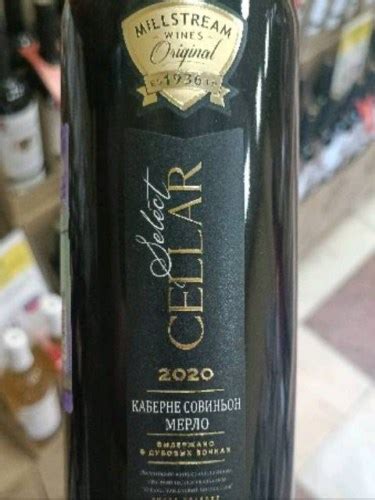 MILLSTREAM
WINES
Original
1936
Select
CELLAR
2020
КАБЕРНЕ СОВИНЬОН
МЕРЛО
ВЫДЕРЖАНО
В ДУБОВЫХ БОЧКАХ